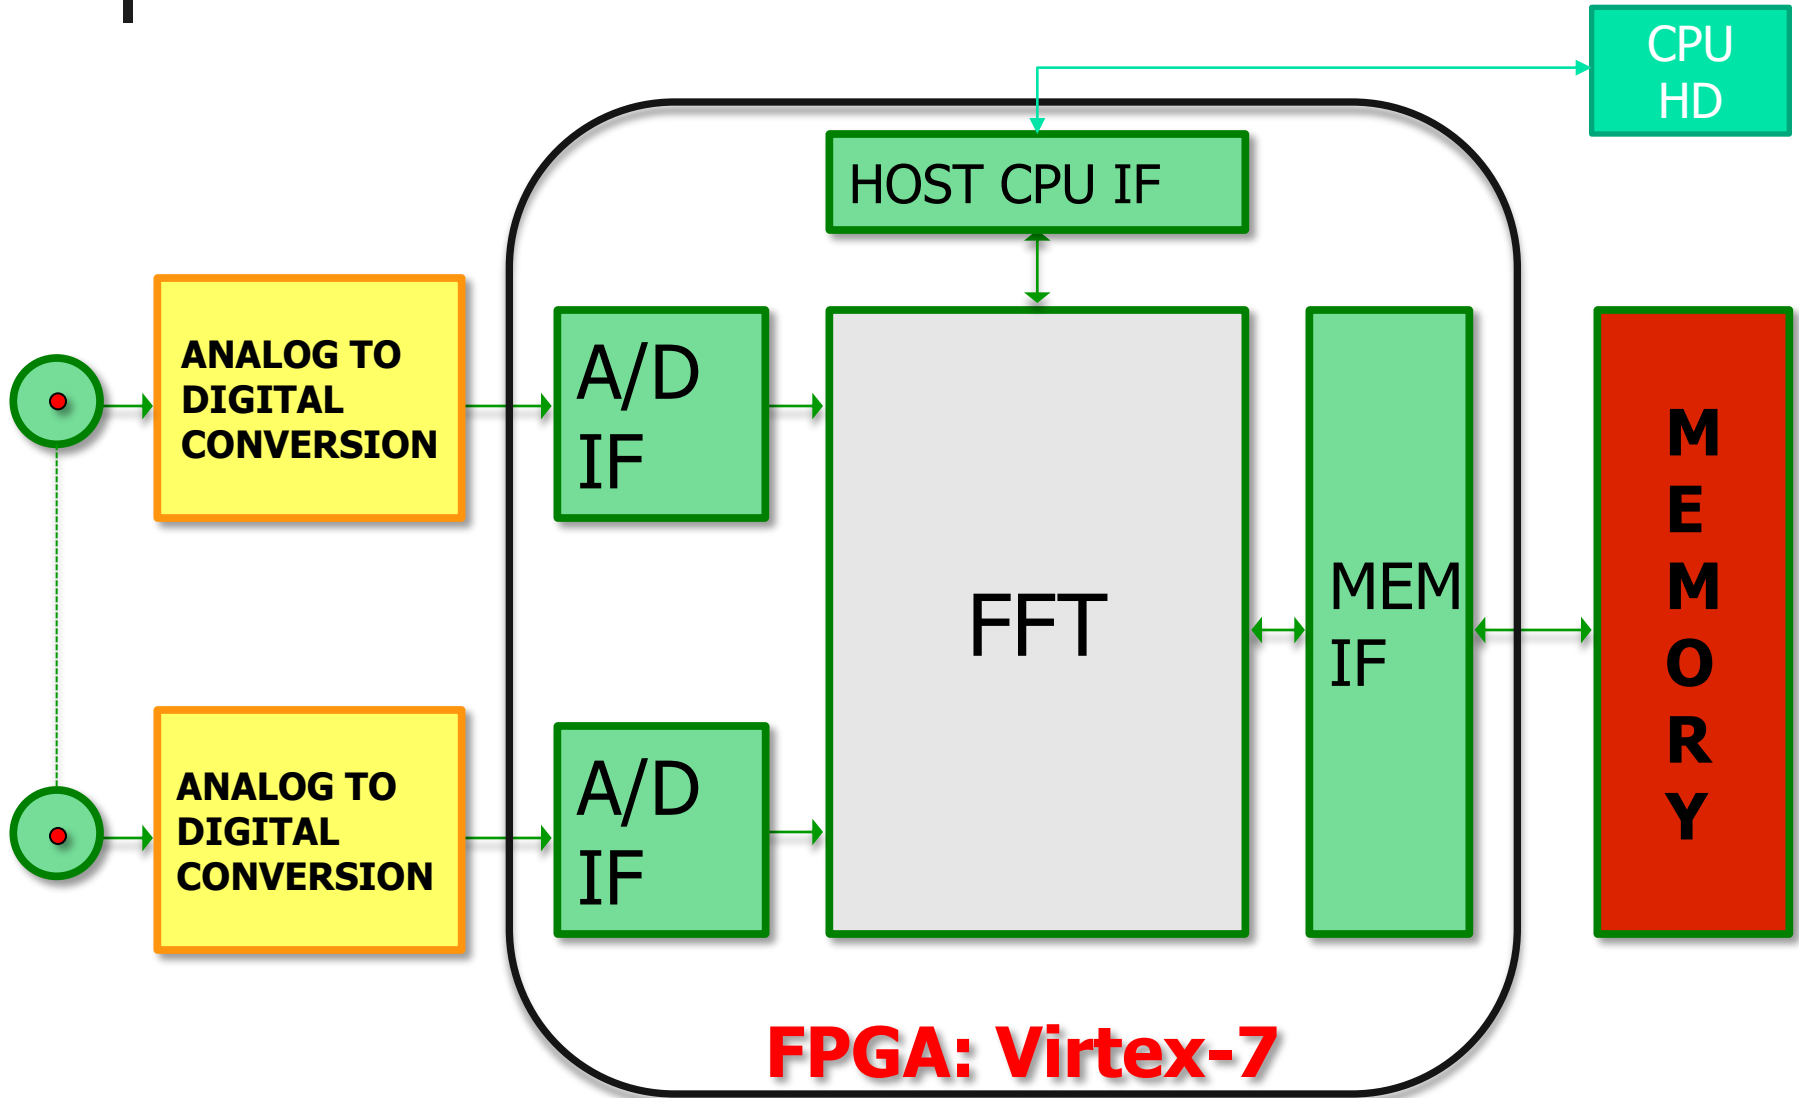 CPU
HD
HOST CPU IF
ANALOG TO
DIGITAL
CONVERSION
A/D
IF
FFT
MEM
IF
M
E
M
O
R
Y
ANALOG TO
DIGITAL
CONVERSION
A/D
IF
FPGA: Virtex-7